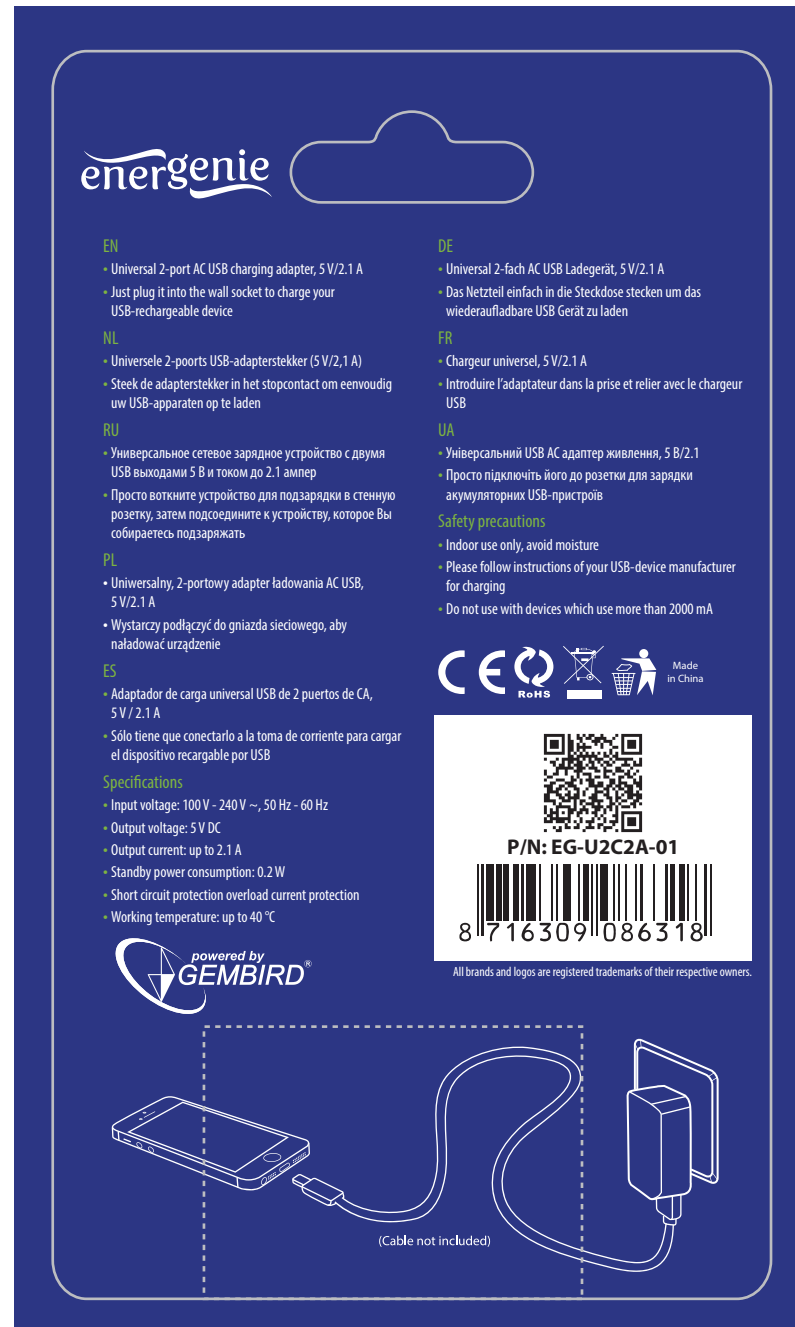 energenie
EN
• Universal 2-port AC USB charging adapter, 5 V/2.1 A
• Just plug it into the wall socket to charge your
USB-rechargeable device
NL
• Universele 2-poorts USB-adapterstekker (5 V/2,1 A)
• Steek de adapterstekker in het stopcontact om eenvoudig
uw USB-apparaten op te laden
RU
• Универсальное сетевое зарядное устройство с двумя
USB выходами 5 В и током до 2.1 ампер
• Просто воткните устройство для подзарядки в стенную
розетку, затем подсоедините к устройству, которое Вы
собираетесь подзаряжать
PL
• Uniwersalny, 2-portowy adapter ładowania AC USB,
5 V/2.1 A
• Wystarczy podłączyć do gniazda sieciowego, aby
naładować urządzenie
ES
• Adaptador de carga universal USB de 2 puertos de CA,
5 V / 2.1 A
• Sólo tiene que conectarlo a la toma de corriente para cargar
el dispositivo recargable por USB
Specifications
• Input voltage: 100 V - 240 V ~, 50 Hz - 60 Hz
• Output voltage: 5 V DC
• Output current: up to 2.1 A
• Standby power consumption: 0.2 W
• Short circuit protection overload current protection
• Working temperature: up to 40 °C
powered by
GEMBIRD®
DE
• Universal 2-fach AC USB Ladegerät, 5 V/2.1 A
• Das Netzteil einfach in die Steckdose stecken um das
wiederaufladbare USB Gerät zu laden
FR
• Chargeur universel, 5 V/2.1 A
• Introduire l’adaptateur dans la prise et relier avec le chargeur
USB
UA
• Універсальний USB AC адаптер живлення, 5 В/2.1
• Просто підключіть його до розетки для зарядки
акумуляторних USB-пристроїв
Safety precautions
• Indoor use only, avoid moisture
• Please follow instructions of your USB-device manufacturer
for charging
• Do not use with devices which use more than 2000 mA
CE
RoHS
Made
in China
P/N: EG-U2C2A-01
8 716309 086318
All brands and logos are registered trademarks of their respective owners.
(Cable not included)